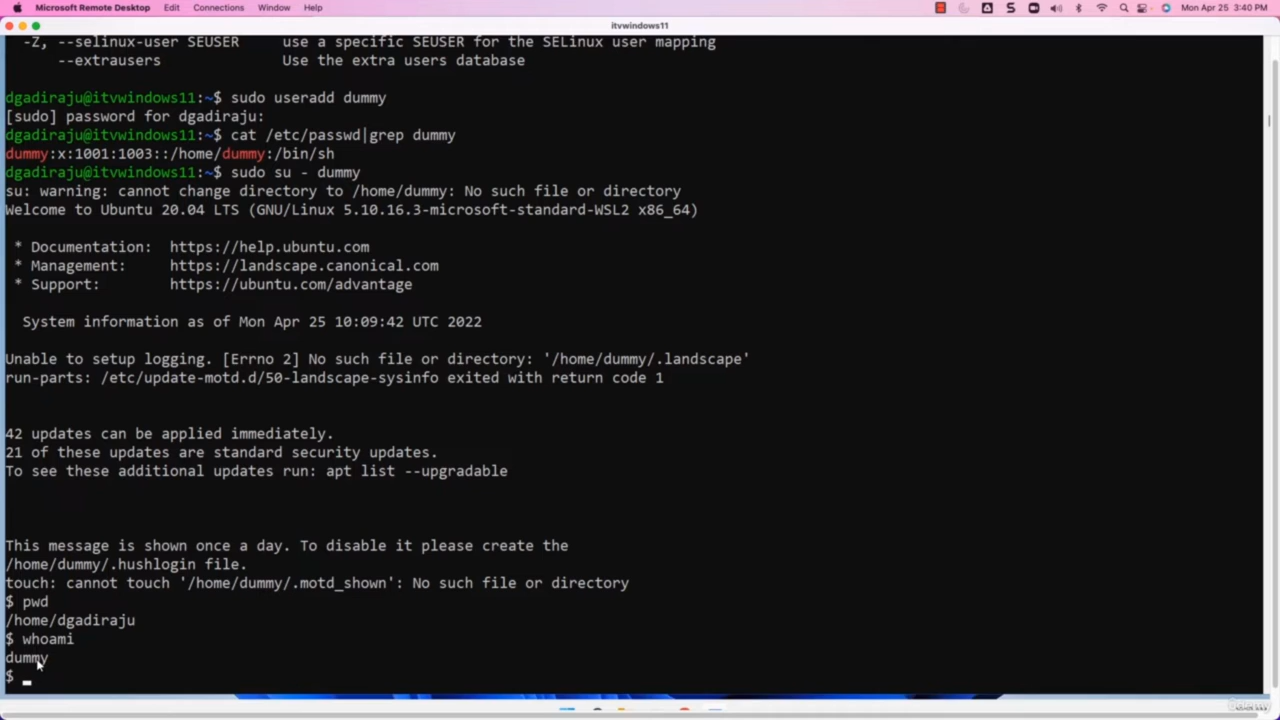 Microsoft Remote Desktop Edit Connections Window Help Mon Apr 25 3:40 PM
itvwindows11
-Z, --selinux-user SEUSER use a specific SEUSER for the SELinux user mapping
--extrausers Use the extra users database
dgadiraju@itvwindows11:~$ sudo useradd dummy
[sudo] password for dgadiraju:
dgadiraju@itvwindows11:~$ cat /etc/passwd|grep dummy
dummy:x:1001:1003::/home/dummy:/bin/sh
dgadiraju@itvwindows11:~$ sudo su - dummy
su: warning: cannot change directory to /home/dummy: No such file or directory
Welcome to Ubuntu 20.04 LTS (GNU/Linux 5.10.16.3-microsoft-standard-WSL2 x86_64)
* Documentation: https://help.ubuntu.com
* Management: https://landscape.canonical.com
* Support: https://ubuntu.com/advantage
System information as of Mon Apr 25 10:09:42 UTC 2022
Unable to setup logging. [Errno 2] No such file or directory: '/home/dummy/.landscape'
run-parts: /etc/update-motd.d/50-landscape-sysinfo exited with return code 1
42 updates can be applied immediately.
21 of these updates are standard security updates.
To see these additional updates run: apt list --upgradable
This message is shown once a day. To disable it please create the
/home/dummy/.hushlogin file.
touch: cannot touch '/home/dummy/.motd_shown': No such file or directory
$ pwd
/home/dgadiraju
$ whoami
dummy
$